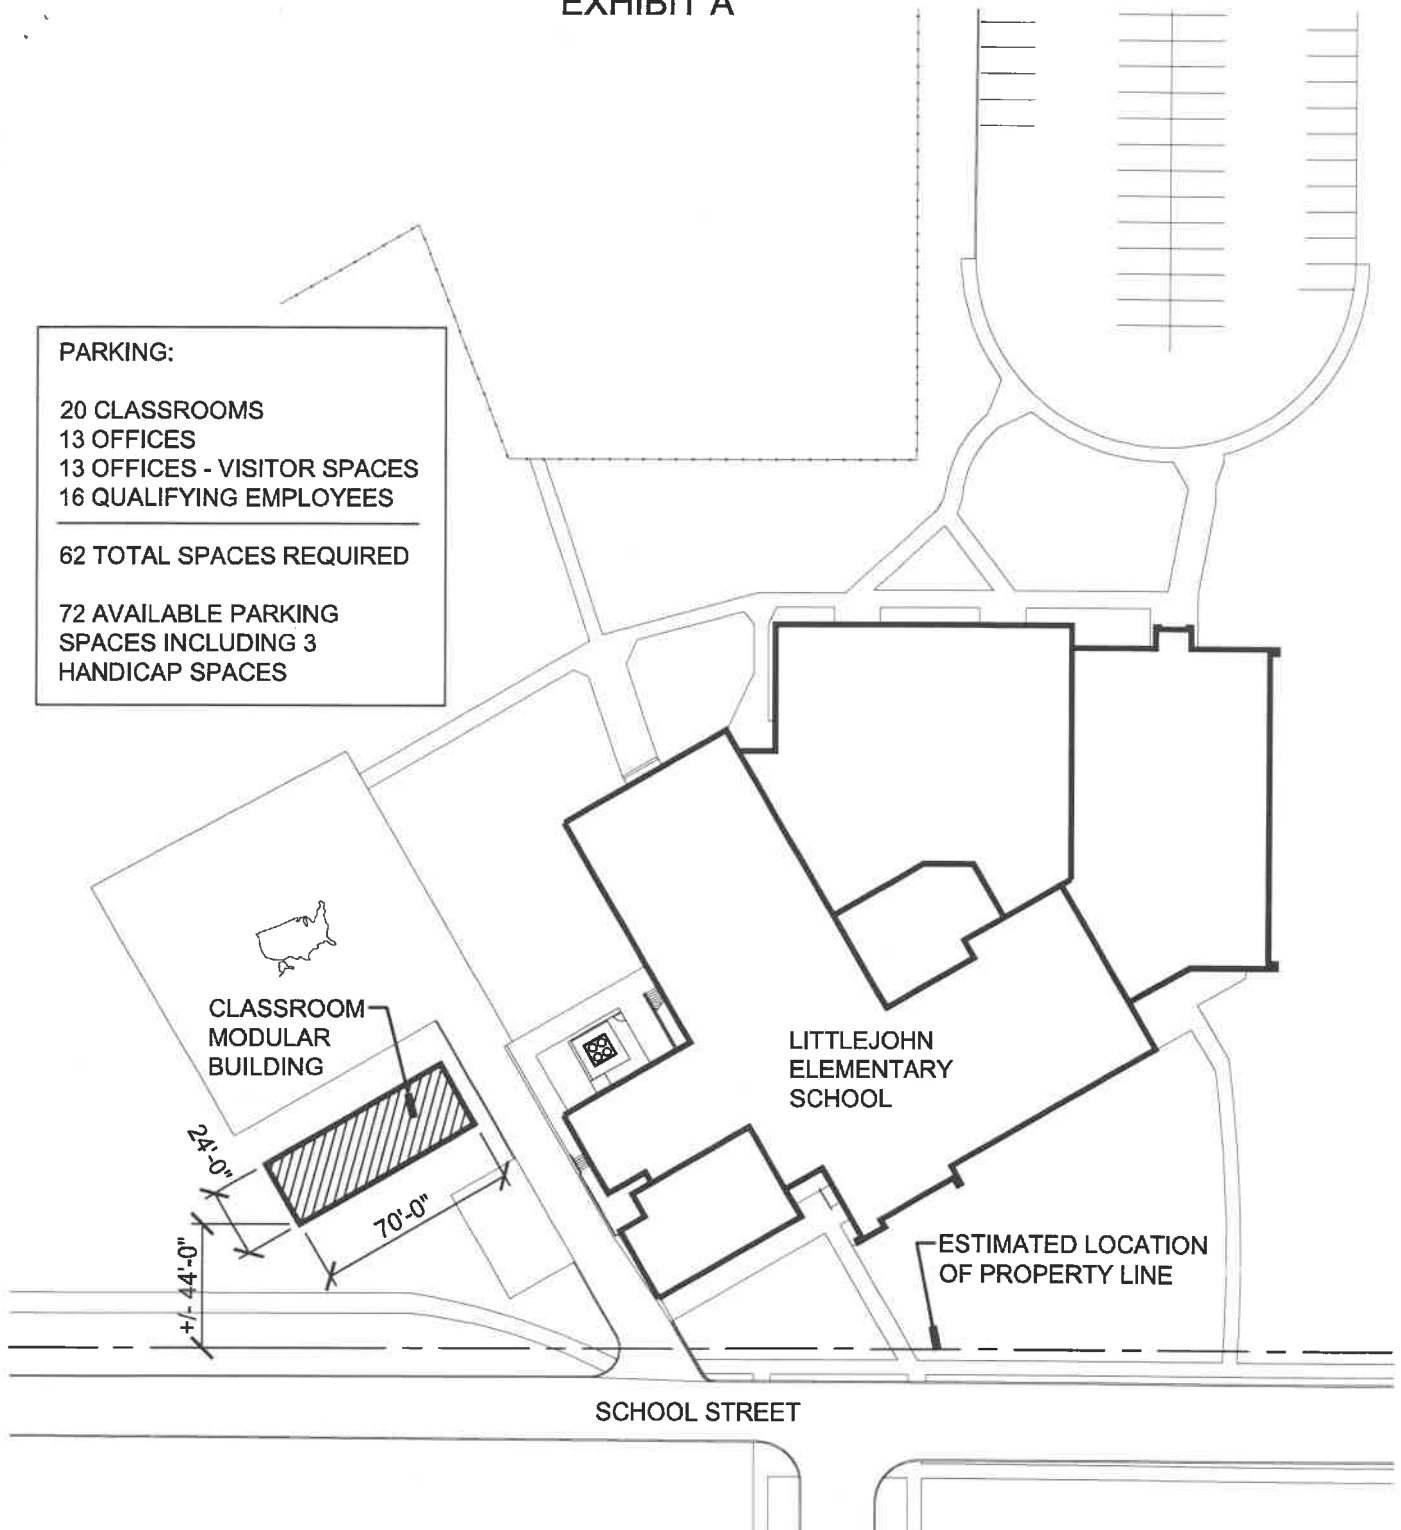 EXHIBIT A
PARKING:
20 CLASSROOMS
13 OFFICES
13 OFFICES - VISITOR SPACES
16 QUALIFYING EMPLOYEES
62 TOTAL SPACES REQUIRED
72 AVAILABLE PARKING
SPACES INCLUDING 3
HANDICAP SPACES
CLASSROOM
MODULAR
BUILDING
LITTLEJOHN
ELEMENTARY
SCHOOL
24'-0"
70'-0"
+/- 44'-0"
ESTIMATED LOCATION
OF PROPERTY LINE
SCHOOL STREET